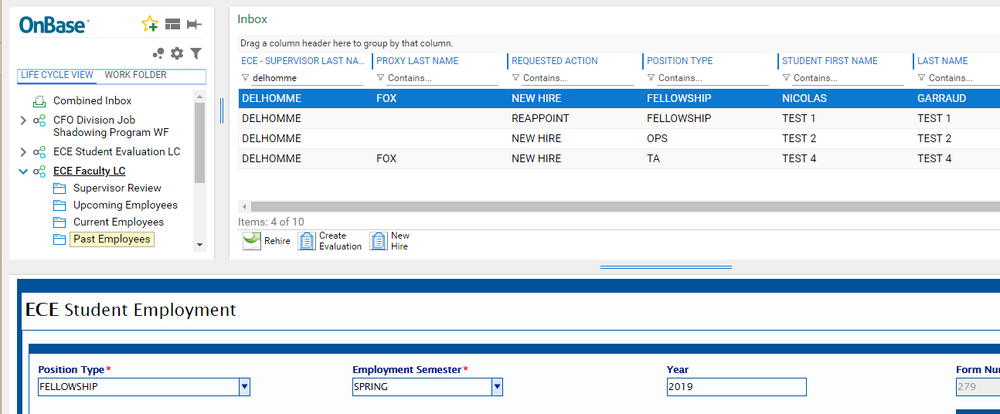 OnBase
LIFE CYCLE VIEW WORK FOLDER
Combined Inbox
CFO Division Job
Shadowing Program WF
ECE Student Evaluation LC
ECE Faculty LC
Supervisor Review
Upcoming Employees
Current Employees
Past Employees
Inbox
Drag a column header here to group by that column.
ECE - SUPERVISOR LAST NA... PROXY LAST NAME REQUESTED ACTION POSITION TYPE STUDENT FIRST NAME LAST NAME
delhomme Contains... Contains... Contains... Contains... Contains...
DELHOMME FOX NEW HIRE FELLOWSHIP NICOLAS GARRAUD
DELHOMME REAPPOINT FELLOWSHIP TEST 1 TEST 1
DELHOMME NEW HIRE OPS TEST 2 TEST 2
DELHOMME FOX NEW HIRE TA TEST 4 TEST 4
Items: 4 of 10
Rehire
Create
Evaluation
New
Hire
ECE Student Employment
Position Type* Employment Semester* Year Form Nu
FELLOWSHIP SPRING 2019 279